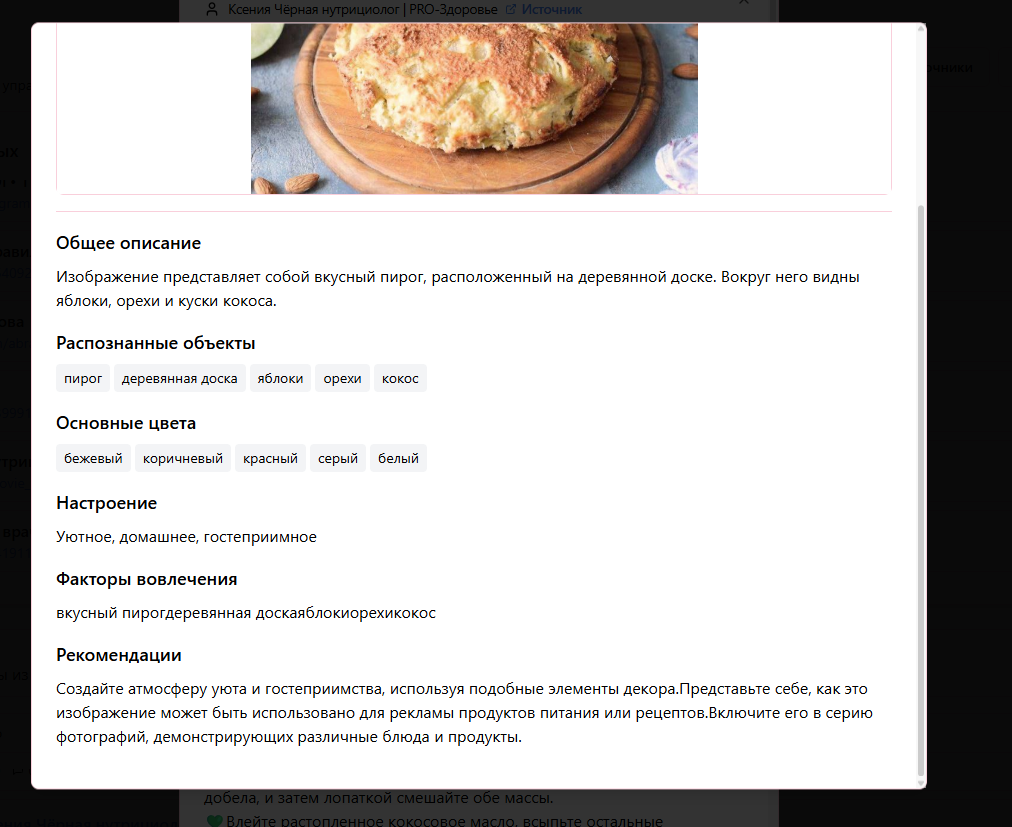 Ксения Чёрная нутрициолог | PRO-Здоровье Источник
Общее описание
Изображение представляет собой вкусный пирог, расположенный на деревянной доске. Вокруг него видны
яблоки, орехи и куски кокоса.
Распознанные объекты
пирог деревянная доска яблоки орехи кокос
Основные цвета
бежевый коричневый красный серый белый
Настроение
Уютное, домашнее, гостеприимное
Факторы вовлечения
вкусный пирогдеревянная доскаяблокиорехикокос
Рекомендации
Создайте атмосферу уюта и гостеприимства, используя подобные элементы декора.Представьте себе, как это
изображение может быть использовано для рекламы продуктов питания или рецептов.Включите его в серию
фотографий, демонстрирующих различные блюда и продукты.
добела, и затем лопаткой смешайте обе массы.
Влейте растопленное кокосовое масло, всыпьте остальные